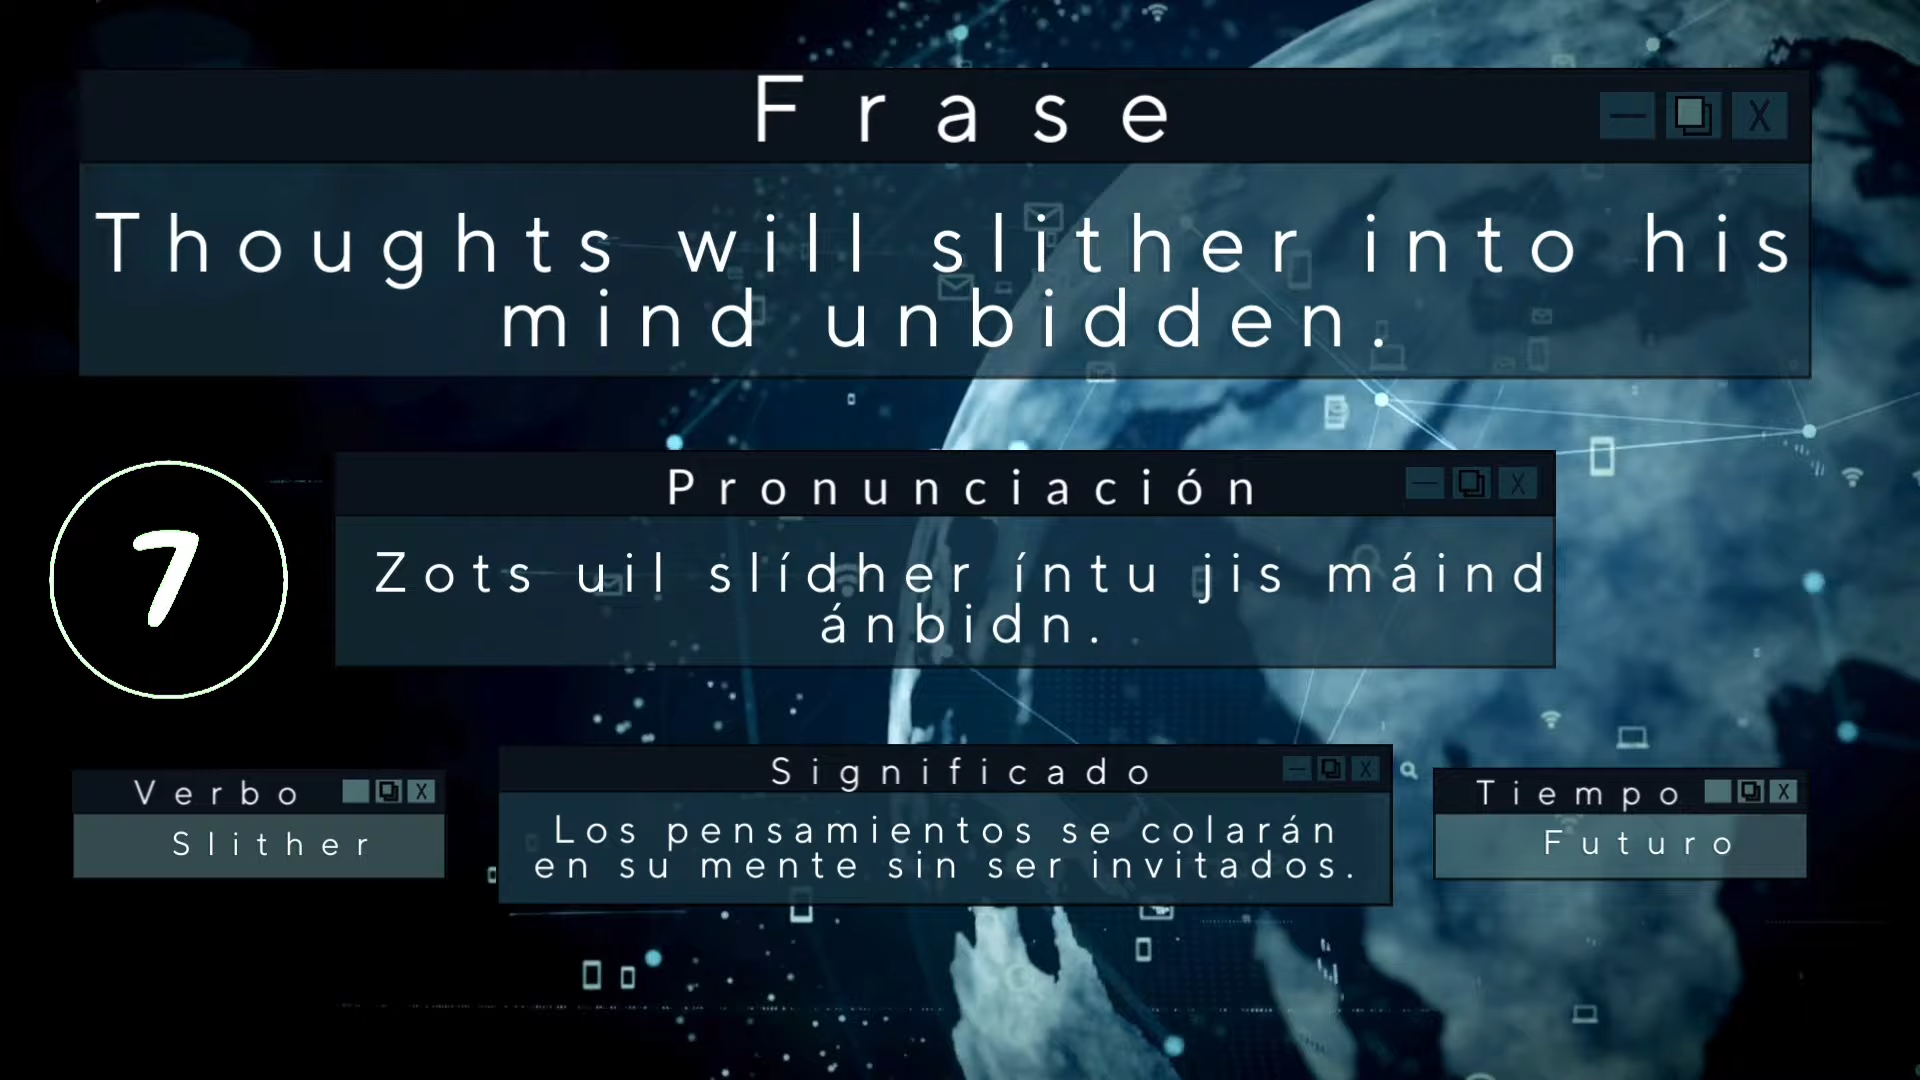 Frase
Thoughts will slither into his
mind unbidden.
Pronunciación
Zots uil slídher íntu jis máind
ánbidn.
7
Verbo
Slither
Significado
Los pensamientos se colarán
en su mente sin ser invitados.
Tiempo
Futuro